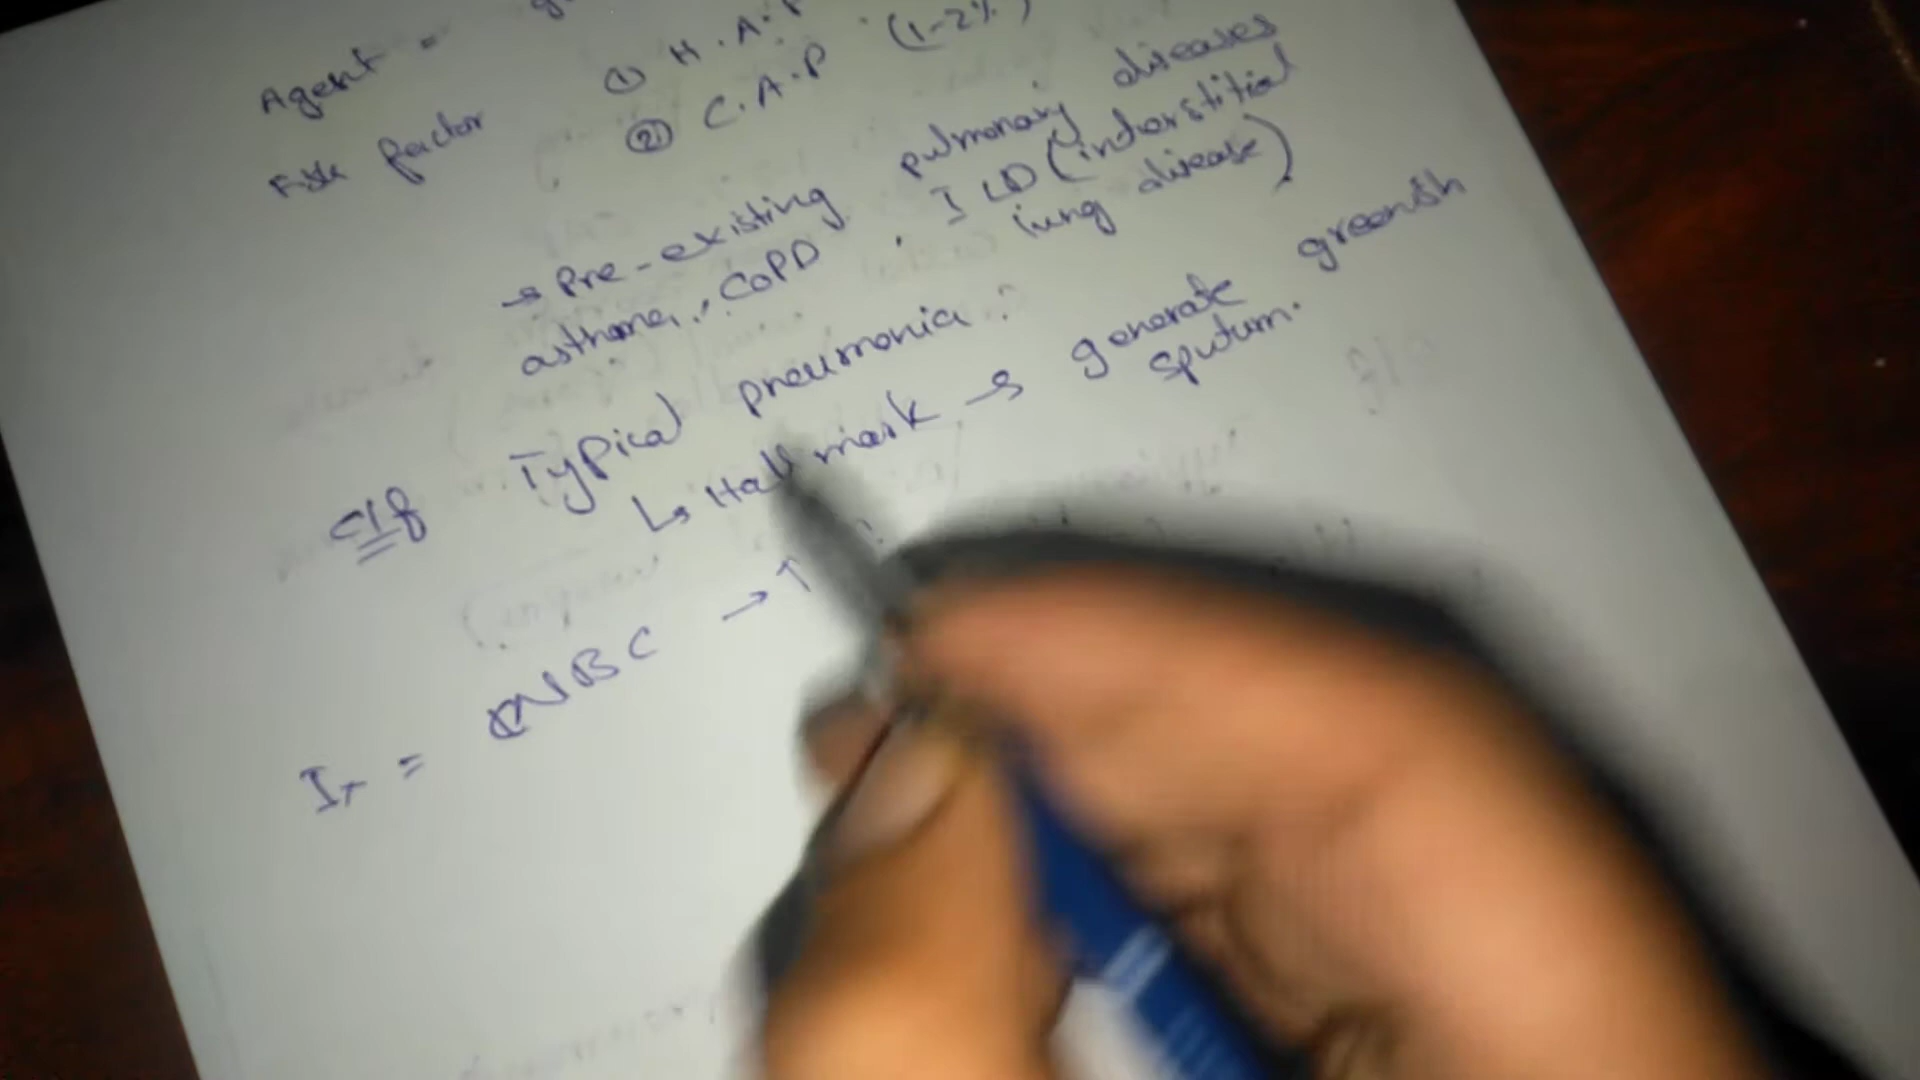 Agent =
Risk factor ① H.A.P
② C.A.P (1-2%)
→ Pre-existing pulmonary diseases
asthma, COPD, ILD (interstitial
lung disease)
C/f Typical pneumonia:
↳ Hallmark → generate greenish
sputum.
Ix = WBC → ↑